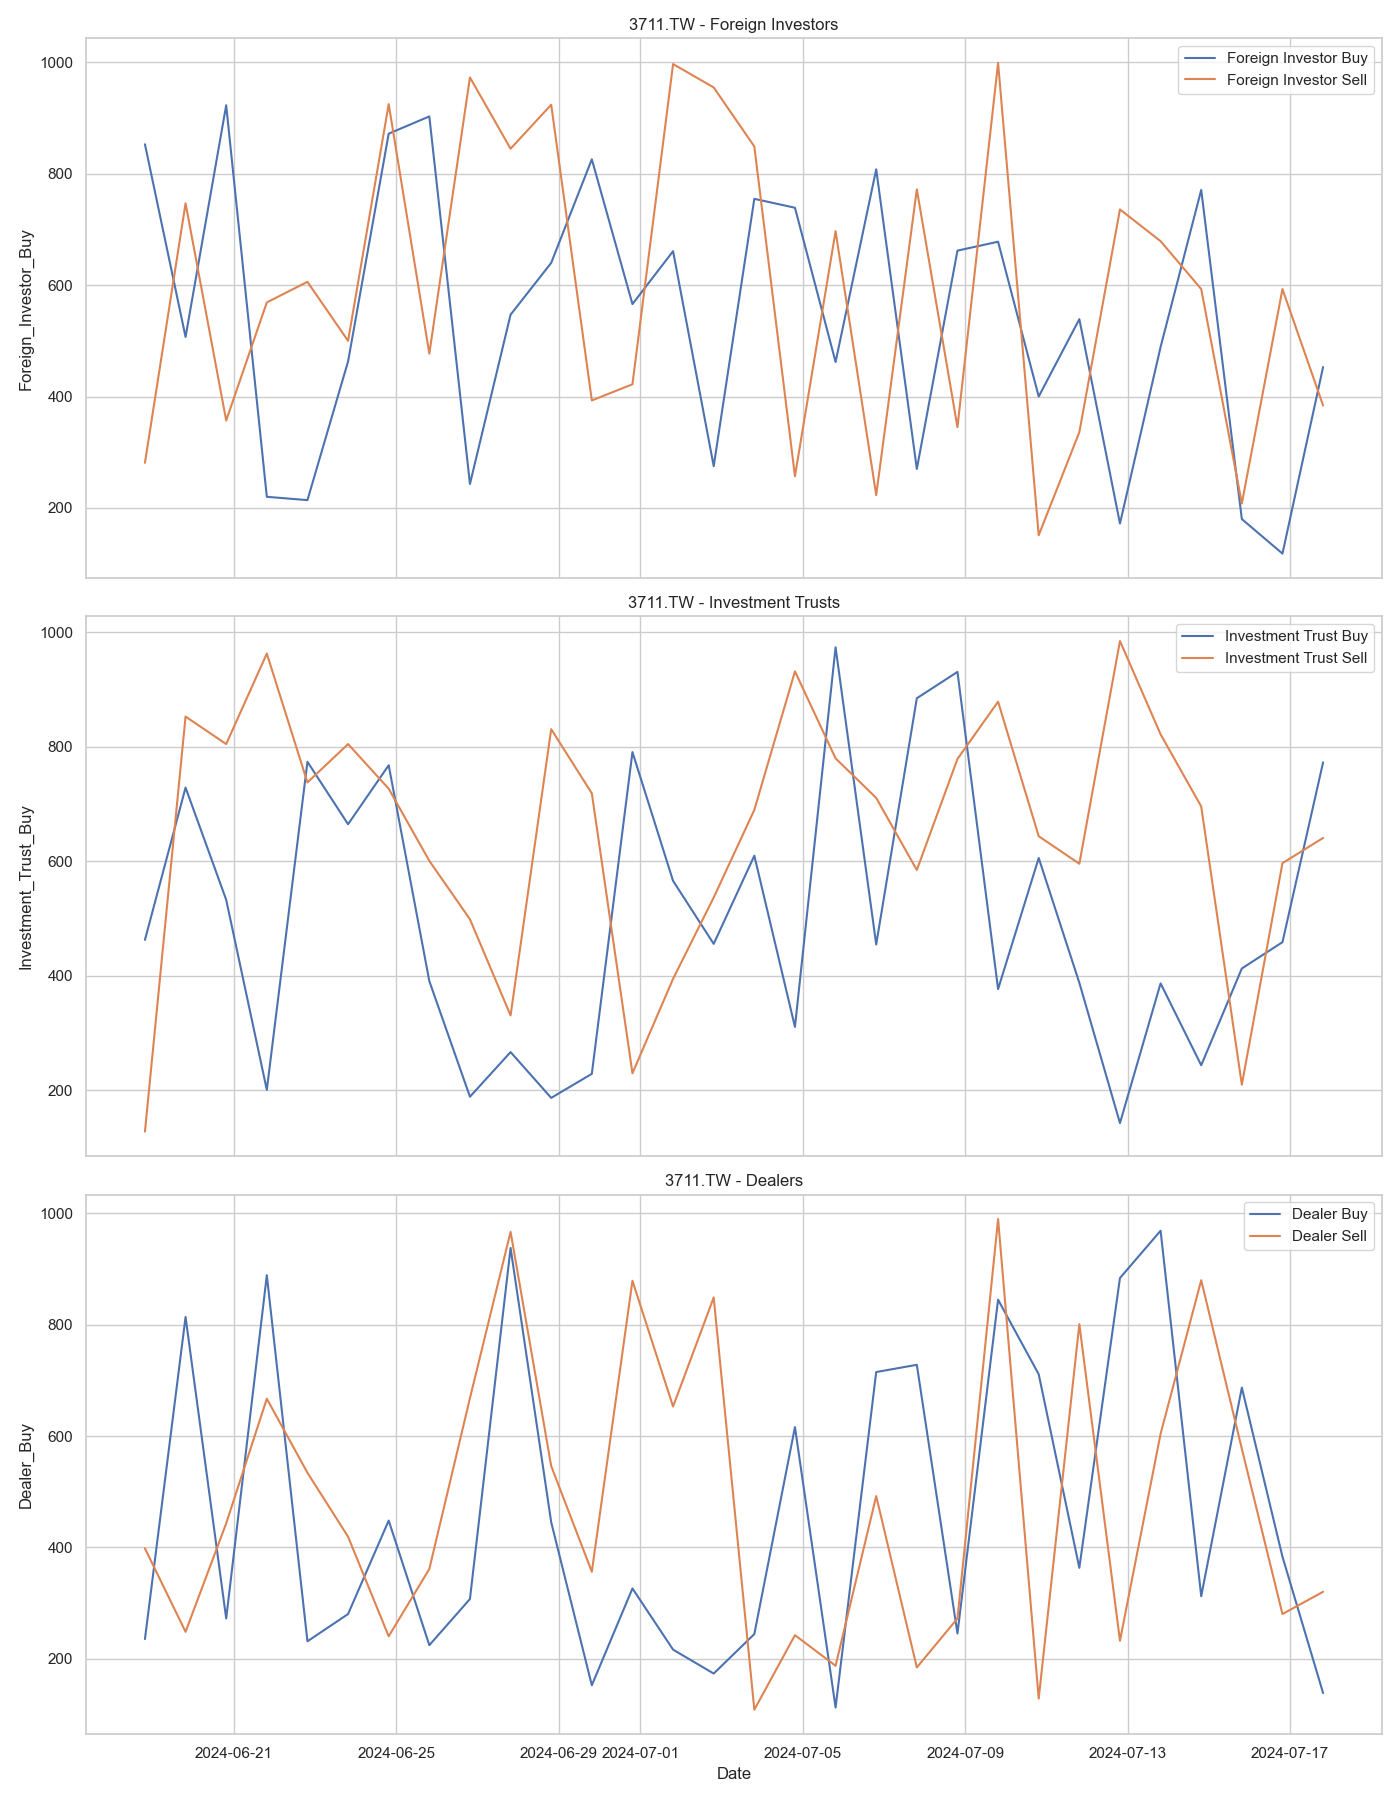 3711.TW - Foreign Investors
Foreign Investor Buy
Foreign Investor Sell
Foreign_Investor_Buy
1000
800
600
400
200
3711.TW - Investment Trusts
Investment Trust Buy
Investment Trust Sell
Investment_Trust_Buy
1000
800
600
400
200
3711.TW - Dealers
Dealer Buy
Dealer Sell
Dealer_Buy
1000
800
600
400
200
2024-06-21 2024-06-25 2024-06-29 2024-07-01 2024-07-05 2024-07-09 2024-07-13 2024-07-17
Date